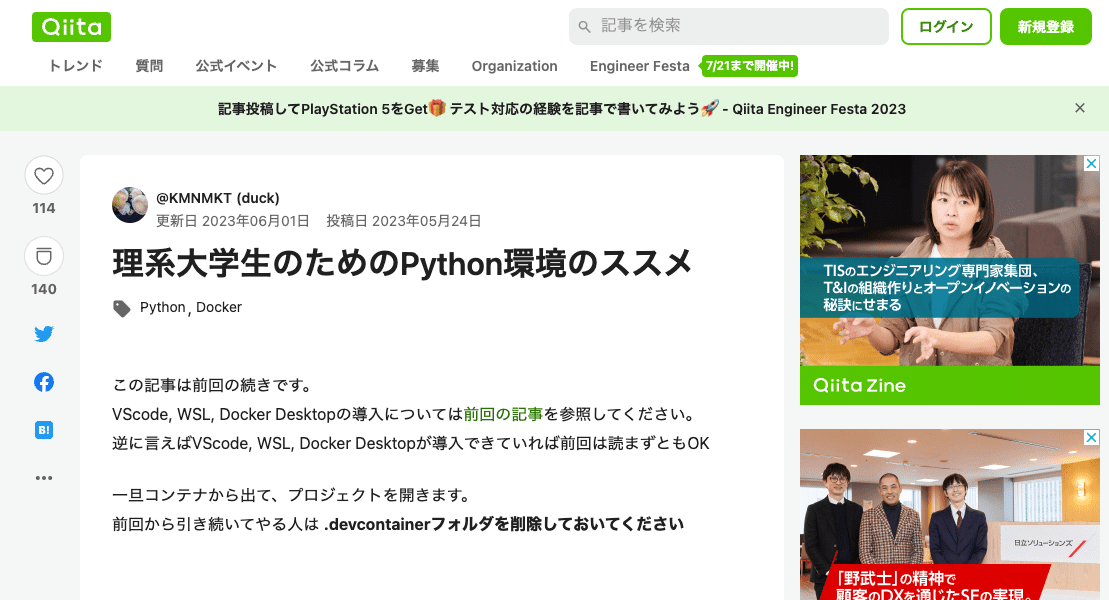 Qiita
記事を検索
ログイン
新規登録
トレンド
質問
公式イベント
公式コラム
募集
Organization
Engineer Festa
7/21まで開催中!
記事投稿してPlayStation 5をGet🎁 テスト対応の経験を記事で書いてみよう🚀 - Qiita Engineer Festa 2023
114
140
B!
@KMNMKT (duck)
更新日 2023年06月01日 投稿日 2023年05月24日
理系大学生のためのPython環境のススメ
Python, Docker
この記事は前回の続きです。
VScode, WSL, Docker Desktopの導入については前回の記事を参照してください。
逆に言えばVScode, WSL, Docker Desktopが導入できていれば前回は読まずともOK
一旦コンテナから出て、プロジェクトを開きます。
前回から引き続いてやる人は .devcontainerフォルダを削除しておいてください
TISのエンジニアリング専門家集団、
T&Iの組織作りとオープンイノベーションの
秘訣にせまる
Qiita Zine
日立ソリューションズ
「野武士」の精神で
顧客のDXを通じたSEの実現。